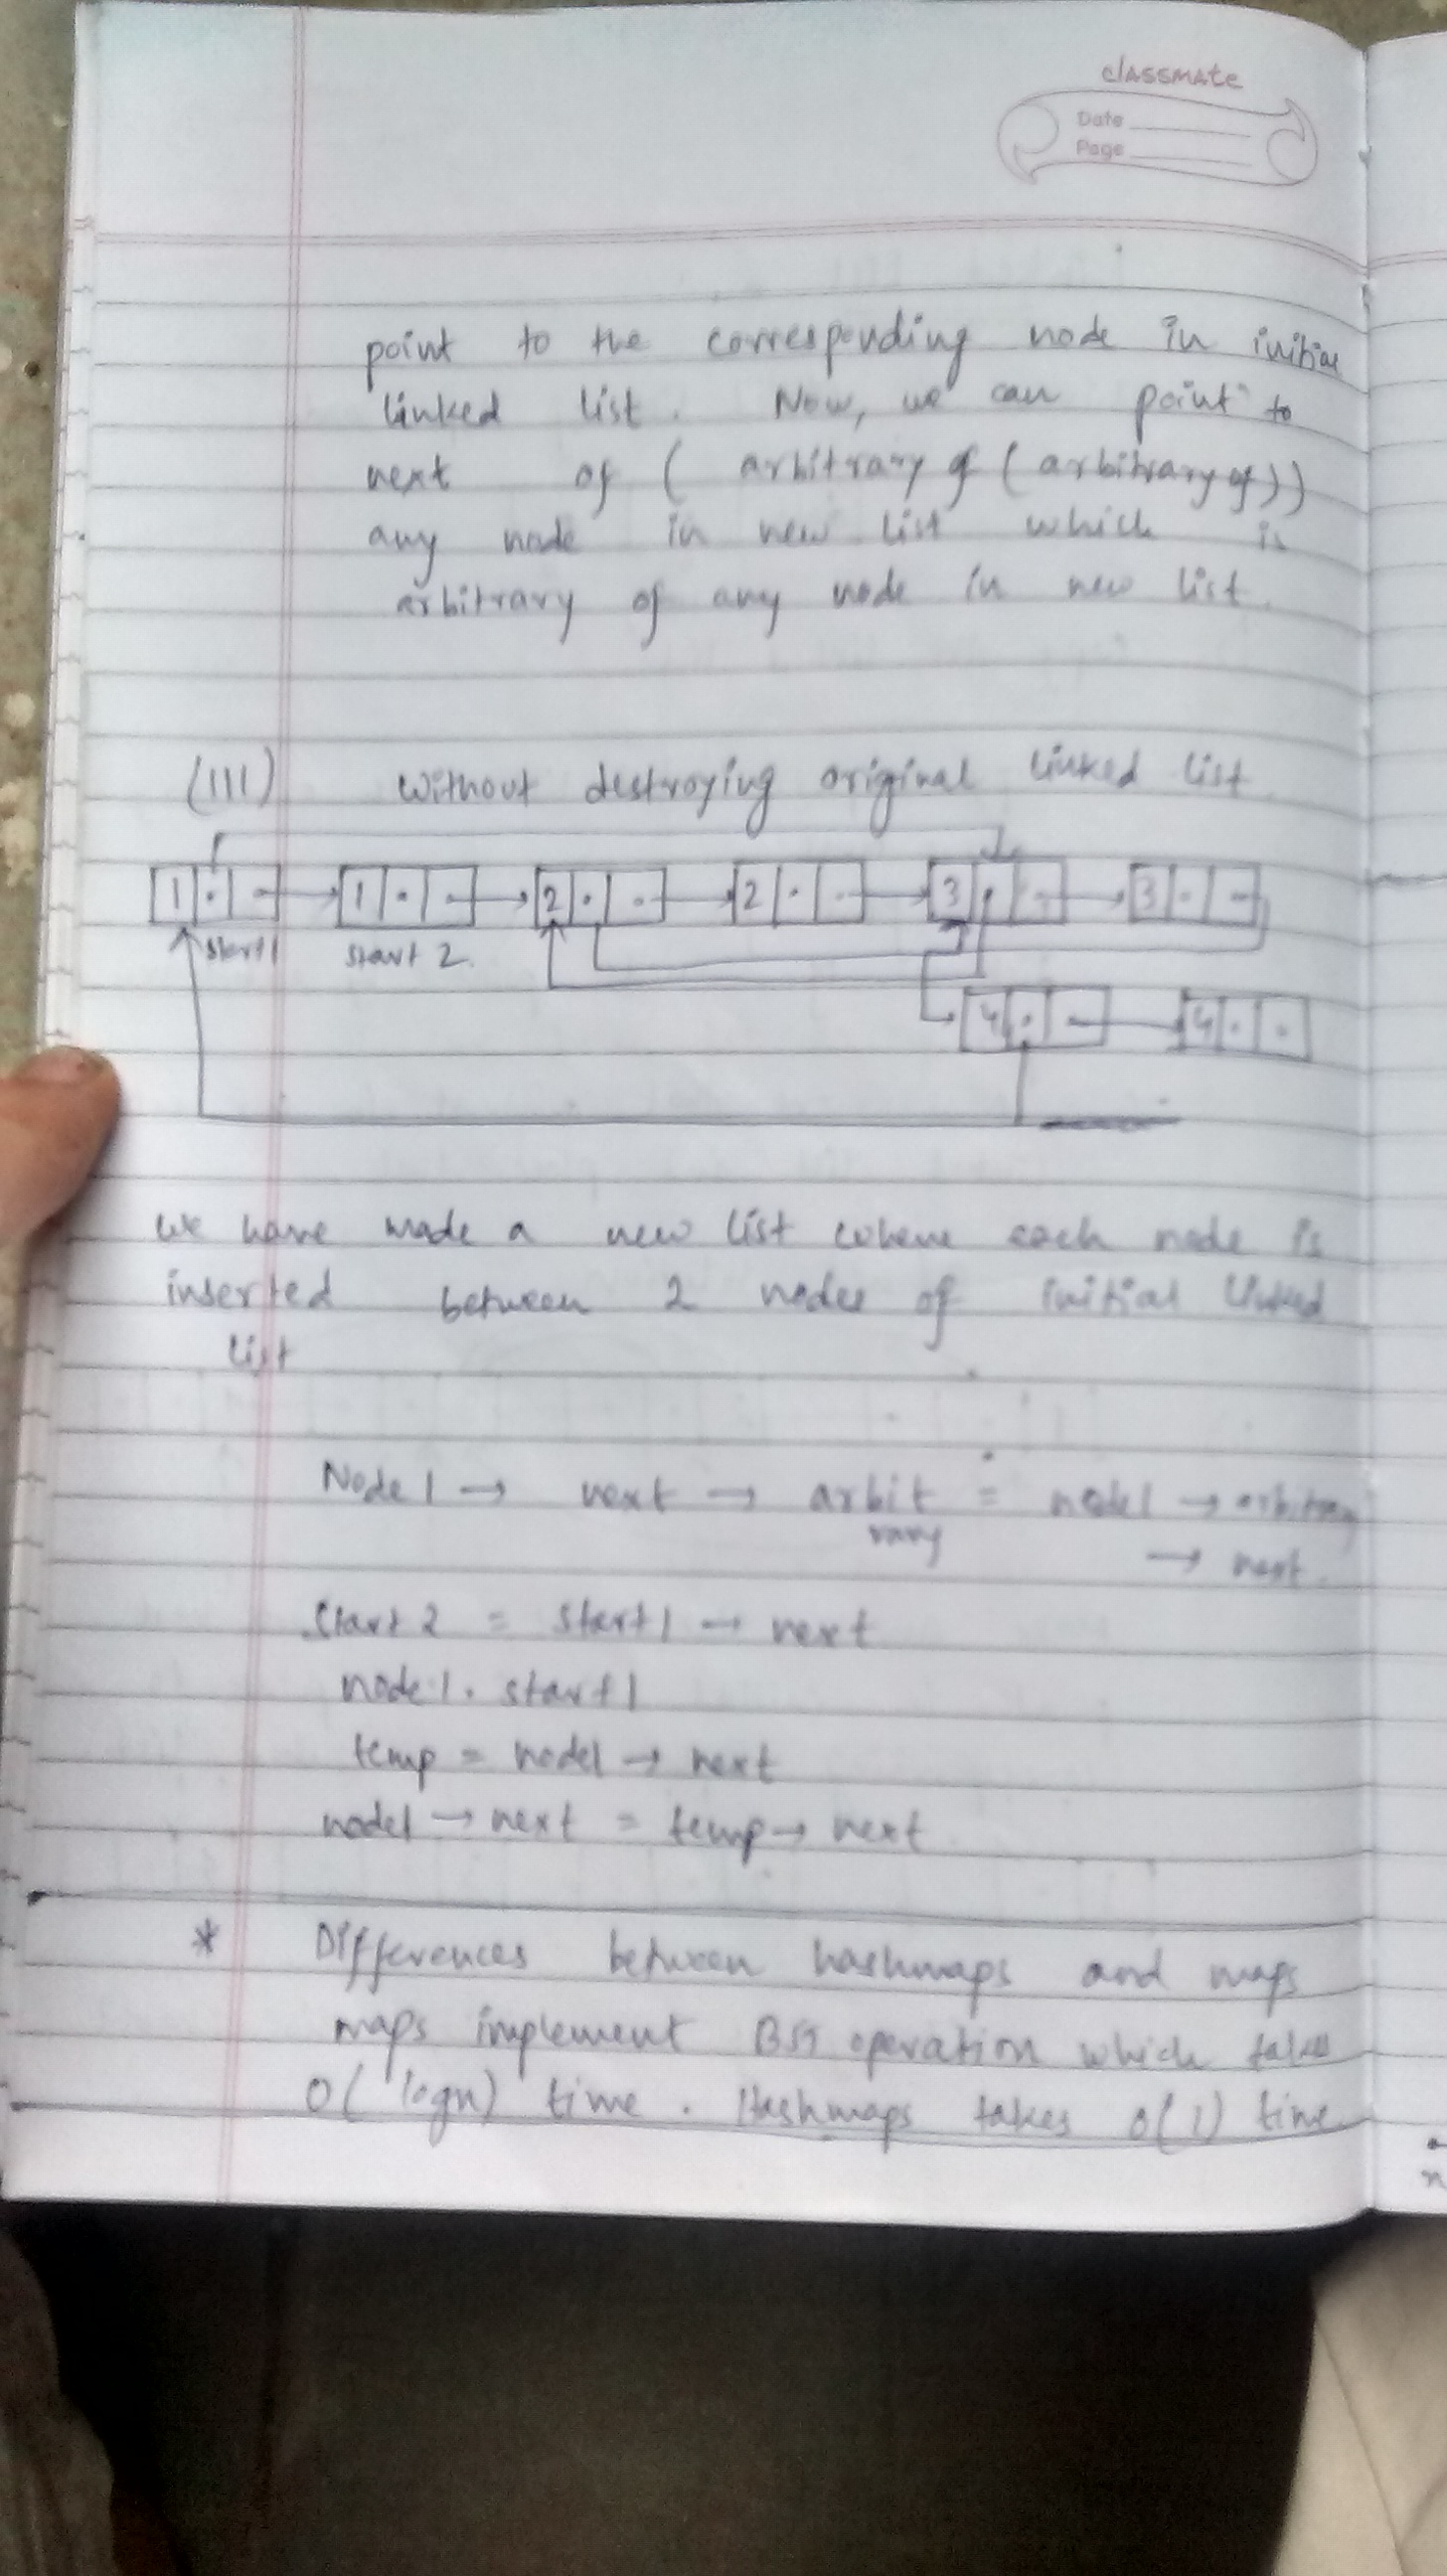 classmate
Date
Page
point to the corresponding node in initial
linked list. Now, we can point to
next of ( arbitrary of ( arbitrary of ))
any node in new list which is
arbitrary of any node in new list.
(III) Without destroying original linked list
1 1 2 2 3 3
start1 start 2.
4 4
we have made a new list where each node is
inserted between 2 nodes of initial linked
list
Node 1 → next → arbit = node1 → arbitrary
rary → next.
Start 2 = start1 → next
node1. start1
temp = node1 → next
node1 → next = temp → next
* Differences between hashmaps and maps
maps implement BST operation which takes
O( logn) time. Hashmaps takes O(1) time